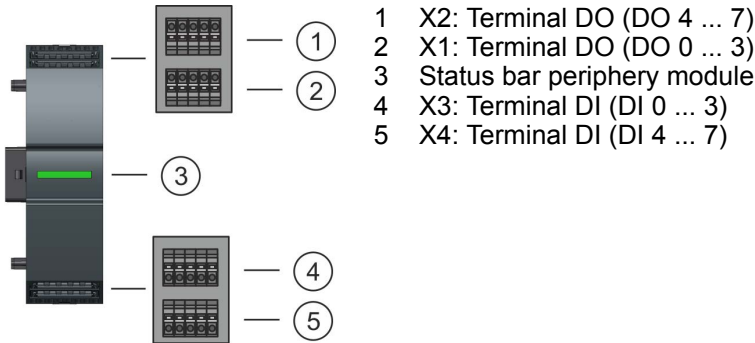 1 X2: Terminal DO (DO 4 ... 7)
2 X1: Terminal DO (DO 0 ... 3)
3 Status bar periphery module
4 X3: Terminal DI (DI 0 ... 3)
5 X4: Terminal DI (DI 4 ... 7)
1
2
3
4
5